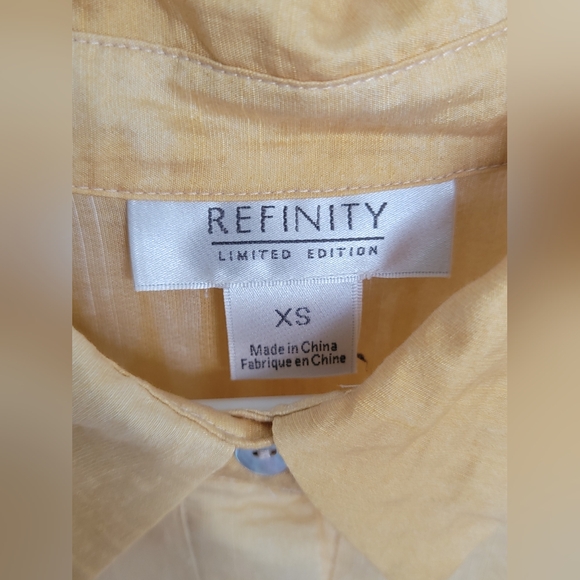 REFINITY
LIMITED EDITION
XS
Made in China
Fabrique en Chine